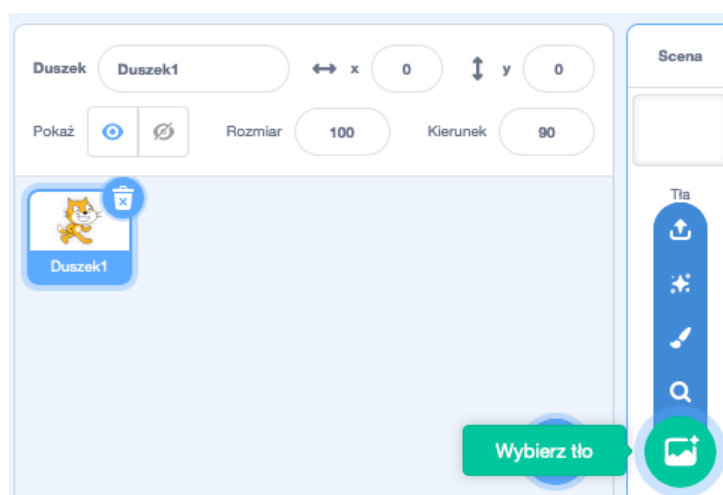 Duszek Duszek1 x 0 y 0
Pokaż Rozmiar 100 Kierunek 90
Duszek1
Scena
Tła
Wybierz tło